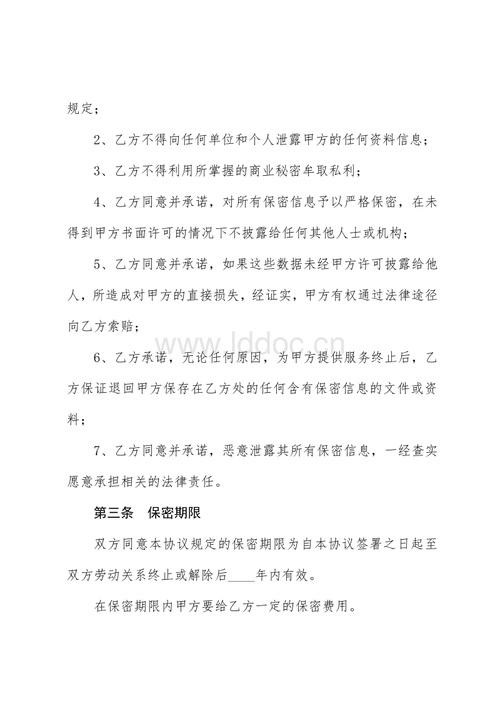 规定；
2、乙方不得向任何单位和个人泄露甲方的任何资料信息；
3、乙方不得利用所掌握的商业秘密牟取私利；
4、乙方同意并承诺，对所有保密信息予以严格保密，在未
得到甲方书面许可的情况下不披露给任何其他人士或机构；
5、乙方同意并承诺，如果这些数据未经甲方许可披露给他
人，所造成对甲方的直接损失，经证实，甲方有权通过法律途径
向乙方索赔；
www.lddoc.cn
6、乙方承诺，无论任何原因，为甲方提供服务终止后，乙
方保证退回甲方保存在乙方处的任何含有保密信息的文件或资
料；
7、乙方同意并承诺，恶意泄露其所有保密信息，一经查实
愿意承担相关的法律责任。
第三条　保密期限
双方同意本协议规定的保密期限为自本协议签署之日起至
双方劳动关系终止或解除后____年内有效。
在保密期限内甲方要给乙方一定的保密费用。